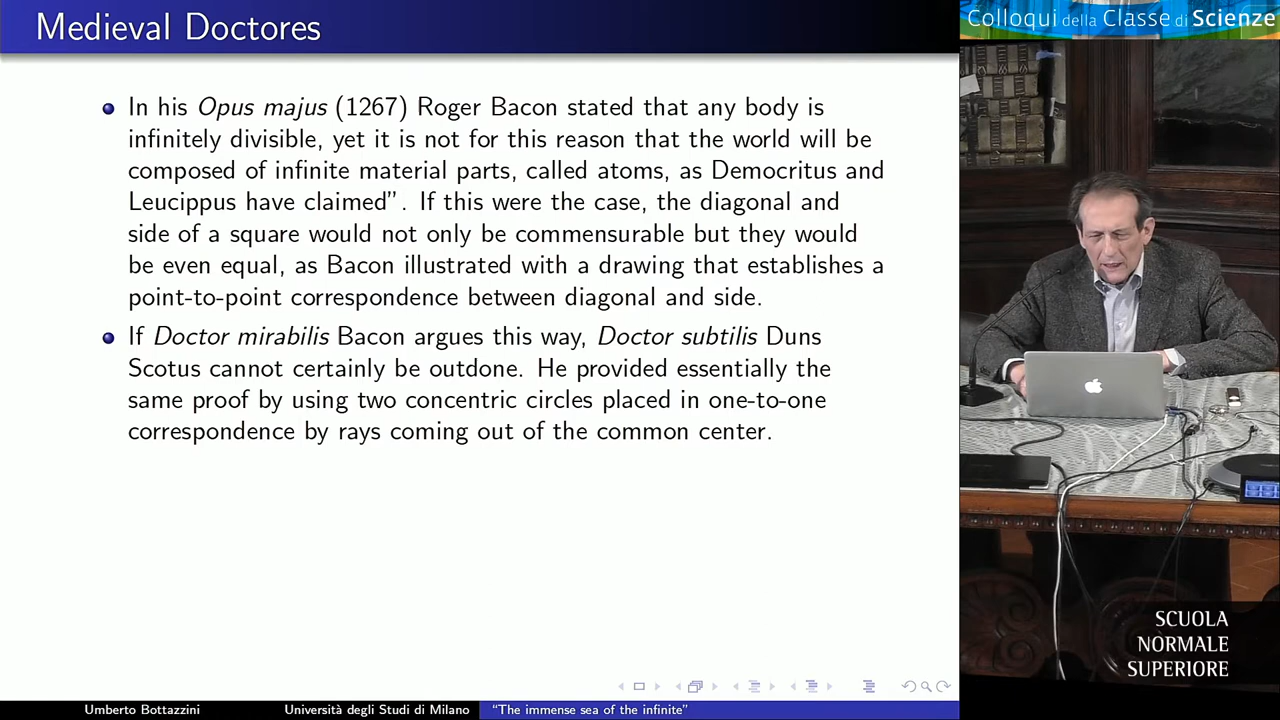 Medieval Doctores
Colloqui della Classe di Scienze
In his Opus majus (1267) Roger Bacon stated that any body is
infinitely divisible, yet it is not for this reason that the world will be
composed of infinite material parts, called atoms, as Democritus and
Leucippus have claimed”. If this were the case, the diagonal and
side of a square would not only be commensurable but they would
be even equal, as Bacon illustrated with a drawing that establishes a
point-to-point correspondence between diagonal and side.
If Doctor mirabilis Bacon argues this way, Doctor subtilis Duns
Scotus cannot certainly be outdone. He provided essentially the
same proof by using two concentric circles placed in one-to-one
correspondence by rays coming out of the common center.
SCUOLA
NORMALE
SUPERIORE
Umberto Bottazzini
Università degli Studi di Milano
“The immense sea of the infinite”